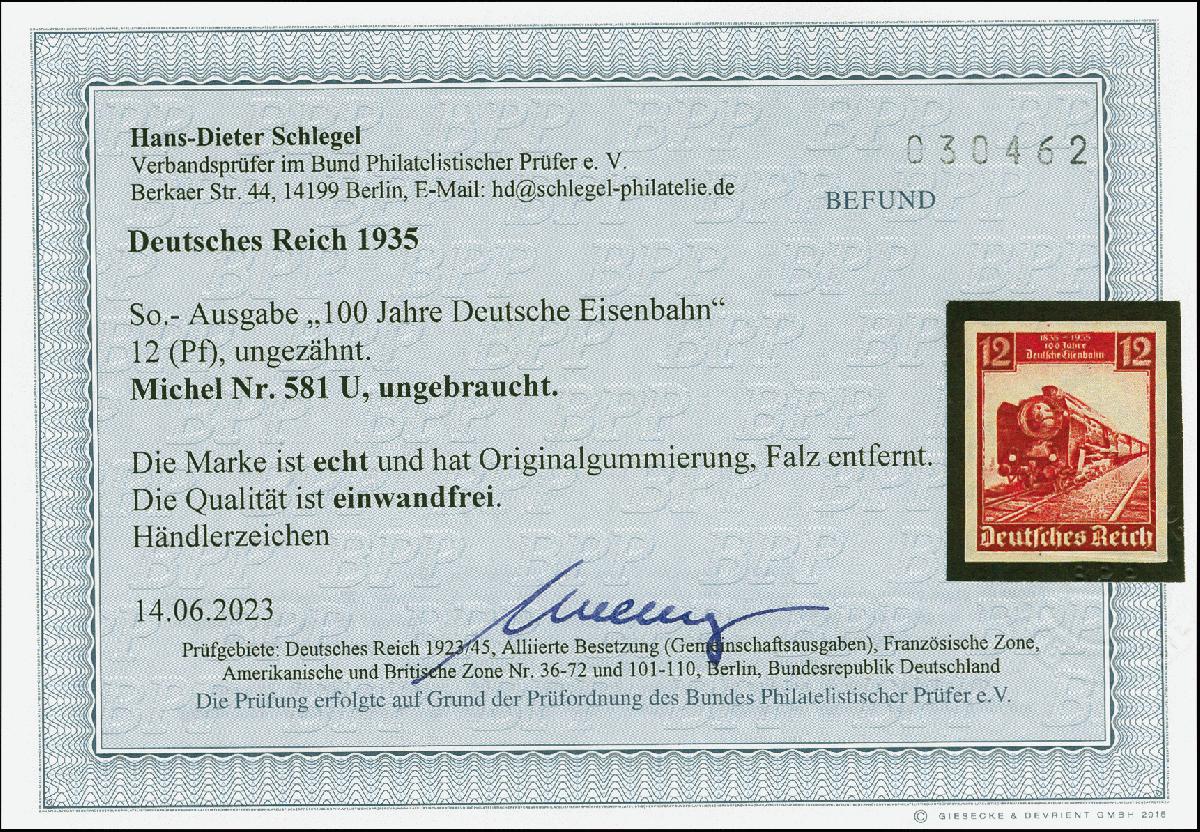 Hans-Dieter Schlegel
Verbandsprüfer im Bund Philatelistischer Prüfer e. V.
Berkaer Str. 44, 14199 Berlin, E-Mail: hd@schlegel-philatelie.de
030462
BEFUND
Deutsches Reich 1935
So.- Ausgabe „100 Jahre Deutsche Eisenbahn“
12 (Pf), ungezähnt.
Michel Nr. 581 U, ungebraucht.
12
1835 - 1935
100 Jahre
Deutsche Eisenbahn
12
Deutsches Reich
Die Marke ist echt und hat Originalgummierung, Falz entfernt.
Die Qualität ist einwandfrei.
Händlerzeichen
14.06.2023
Prüfgebiete: Deutsches Reich 1923/45, Alliierte Besetzung (Gemeinschaftsausgaben), Französische Zone,
Amerikanische und Britische Zone Nr. 36-72 und 101-110, Berlin, Bundesrepublik Deutschland
Die Prüfung erfolgte auf Grund der Prüfordnung des Bundes Philatelistischer Prüfer e.V.
© GIESECKE & DEVRIENT GMBH 2016